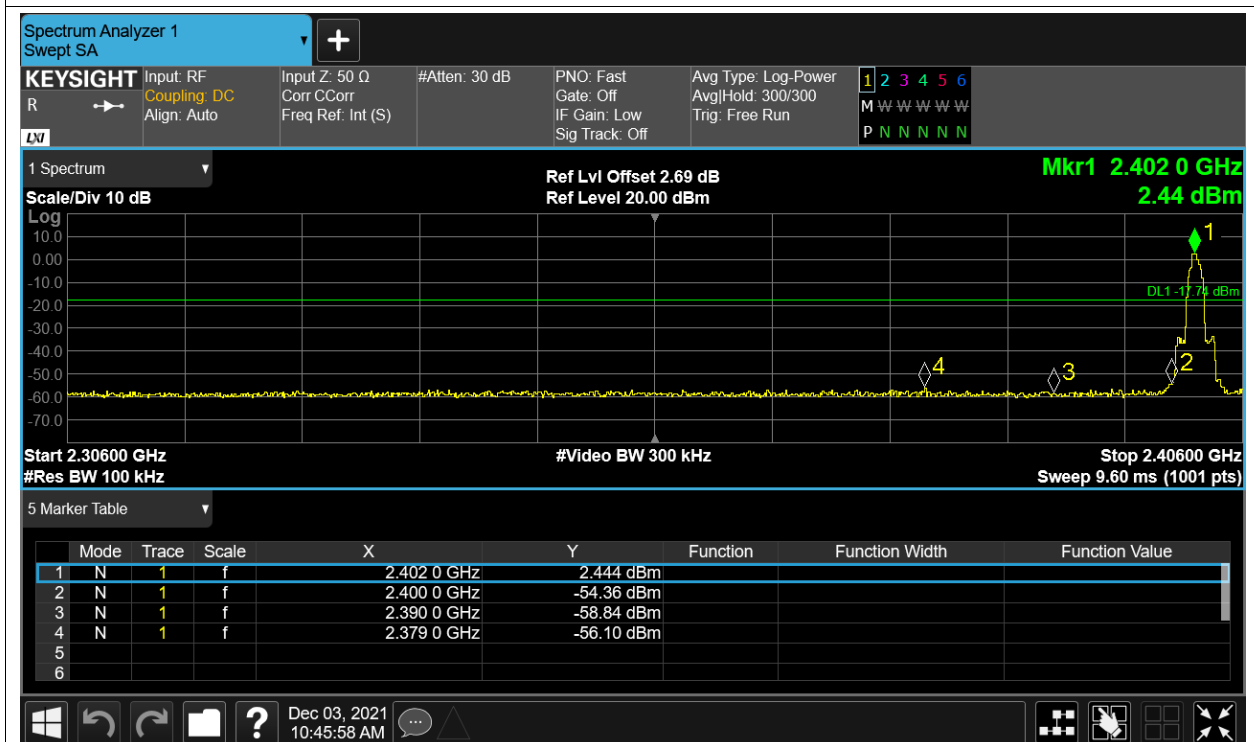 Spectrum Analyzer 1
Swept SA
+
KEYSIGHT
R
LXI
Input: RF
Coupling: DC
Align: Auto
Input Z: 50 Ω
Corr CCorr
Freq Ref: Int (S)
#Atten: 30 dB
PNO: Fast
Gate: Off
IF Gain: Low
Sig Track: Off
Avg Type: Log-Power
Avg|Hold: 300/300
Trig: Free Run
1 2 3 4 5 6
M W W W W W
P N N N N N
1 Spectrum
Scale/Div 10 dB
Ref Lvl Offset 2.69 dB
Ref Level 20.00 dBm
Mkr1 2.402 0 GHz
2.44 dBm
Log
10.0
0.00
-10.0
-20.0
-30.0
-40.0
-50.0
-60.0
-70.0
1
DL1 -17.74 dBm
2
3
4
Start 2.30600 GHz
#Res BW 100 kHz
#Video BW 300 kHz
Stop 2.40600 GHz
Sweep 9.60 ms (1001 pts)
5 Marker Table
Mode Trace Scale X Y Function Function Width Function Value
1 N 1 f 2.402 0 GHz 2.444 dBm
2 N 1 f 2.400 0 GHz -54.36 dBm
3 N 1 f 2.390 0 GHz -58.84 dBm
4 N 1 f 2.379 0 GHz -56.10 dBm
5
6
?
Dec 03, 2021
10:45:58 AM